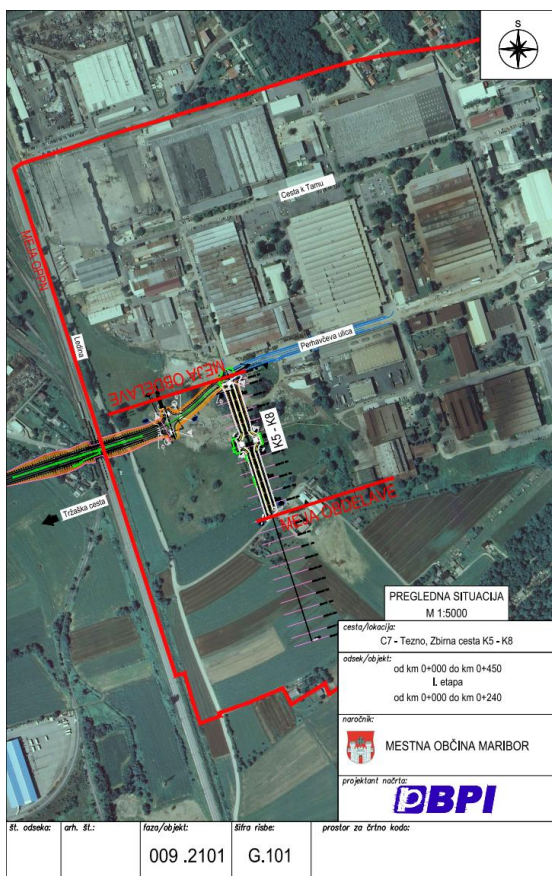 S
Cesta k Tamu
MEJA OPPN
Ledina
Perhavčeva ulica
MEJA OBDELAVE
K5 - K8
Tržaška cesta
MEJA OBDELAVE
PREGLEDNA SITUACIJA
M 1:5000
cesta/lokacija:
C7 - Tezno, Zbirna cesta K5 - K8
odsek/objekt:
od km 0+000 do km 0+450
I. etapa
od km 0+000 do km 0+240
naročnik:
MESTNA OBČINA MARIBOR
projektant načrta:
BPI
št. odseka:
arh. št.:
faza/objekt:
šifra risbe:
prostor za črtno kodo:
009 .2101
G.101